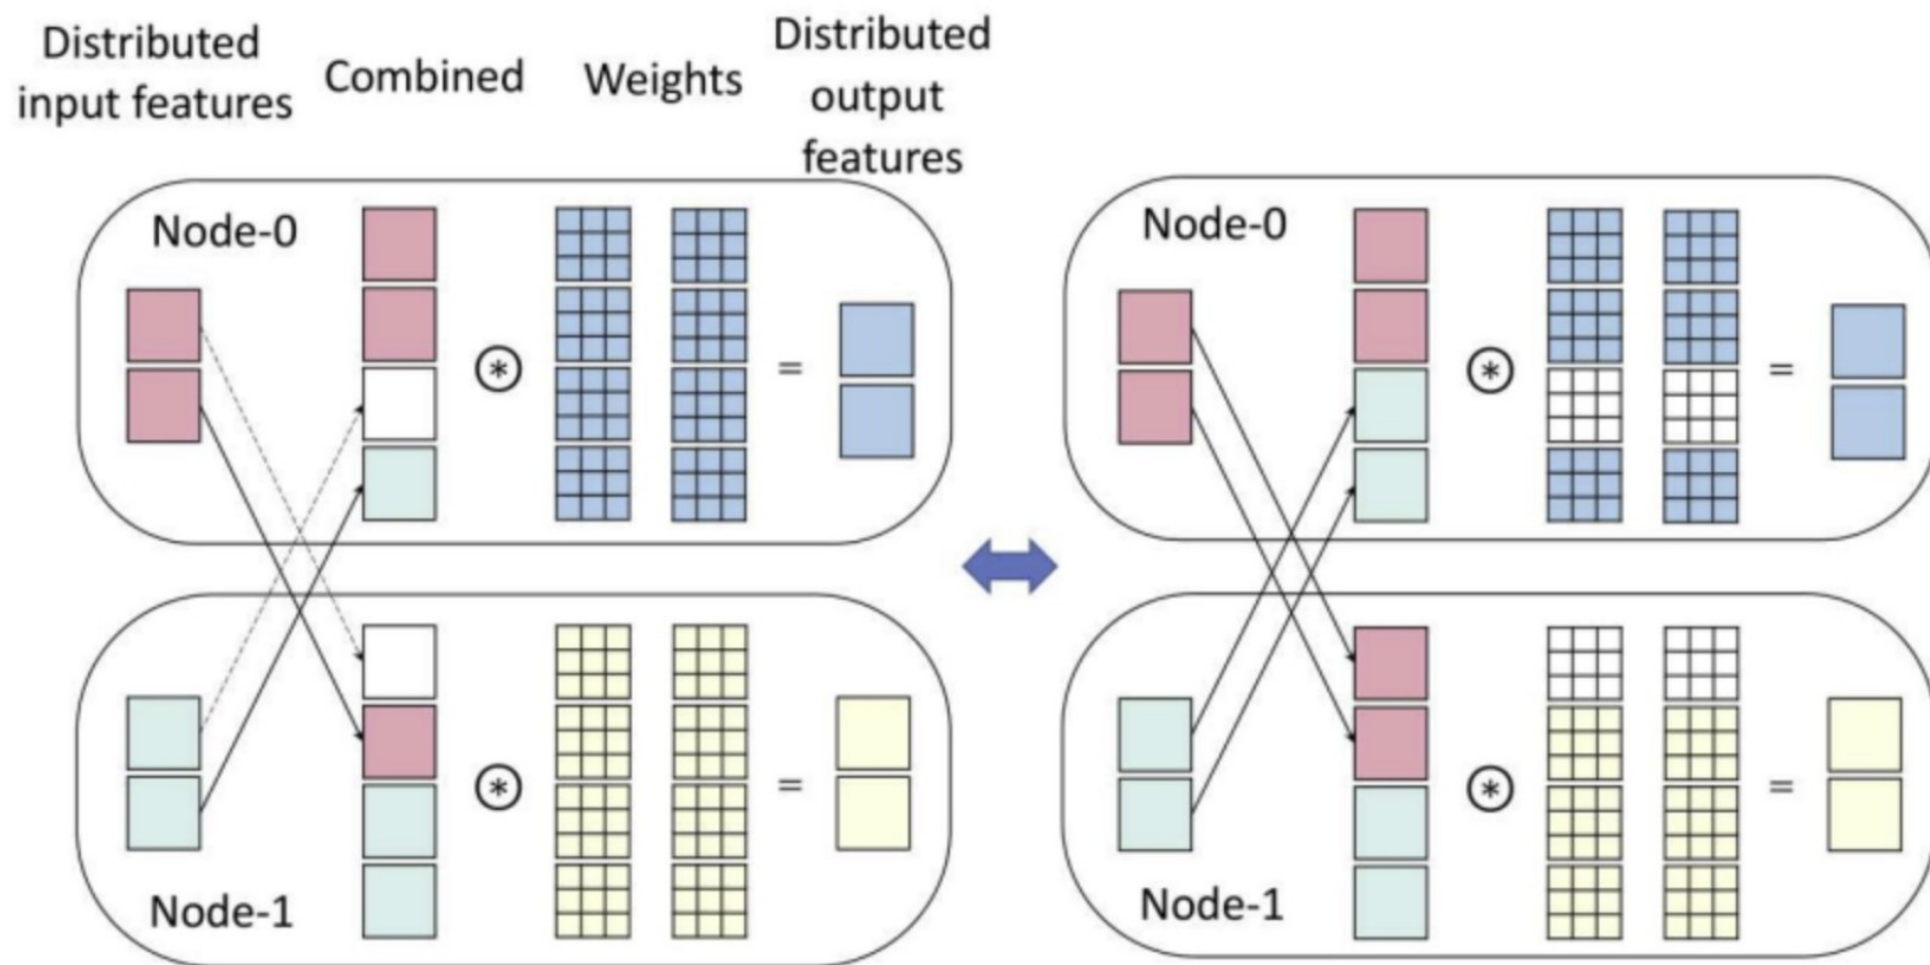 Distributed
input features
Combined
Weights
Distributed
output
features
Node-0
=
Node-1
=
Node-0
=
Node-1
=